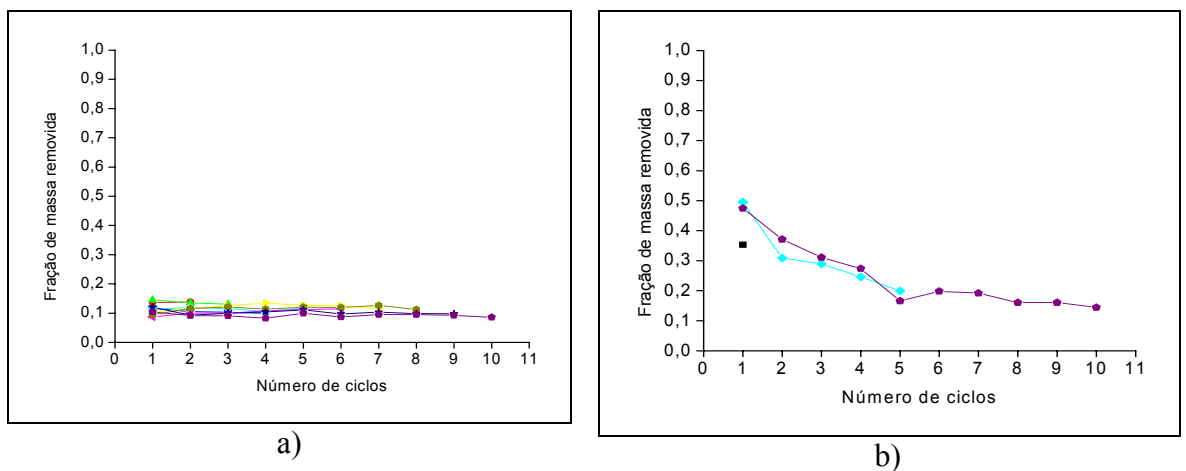 1,0
0,9
0,8
0,7
0,6
0,5
0,4
0,3
0,2
0,1
0,0
Fração de massa removida
0 1 2 3 4 5 6 7 8 9 10 11
Número de ciclos
a)
1,0
0,9
0,8
0,7
0,6
0,5
0,4
0,3
0,2
0,1
0,0
Fração de massa removida
0 1 2 3 4 5 6 7 8 9 10 11
Número de ciclos
b)